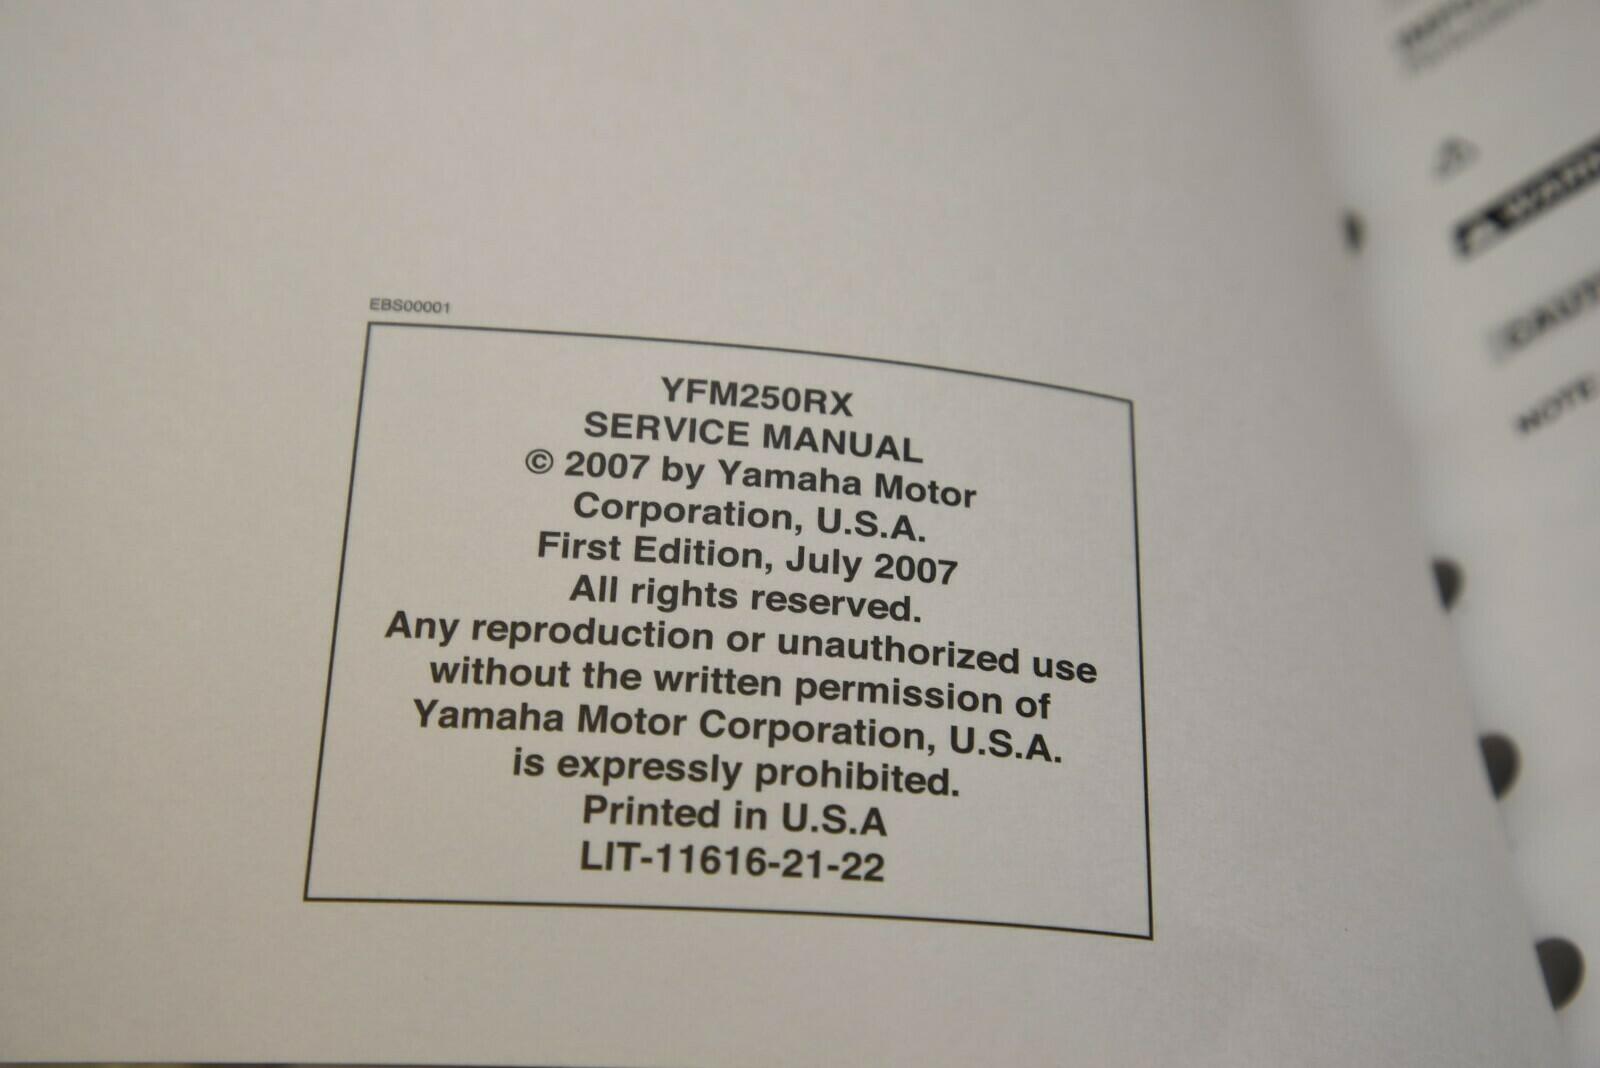 EBS00001
YFM250RX
SERVICE MANUAL
© 2007 by Yamaha Motor
Corporation, U.S.A.
First Edition, July 2007
All rights reserved.
Any reproduction or unauthorized use
without the written permission of
Yamaha Motor Corporation, U.S.A.
is expressly prohibited.
Printed in U.S.A
LIT-11616-21-22
NOTE